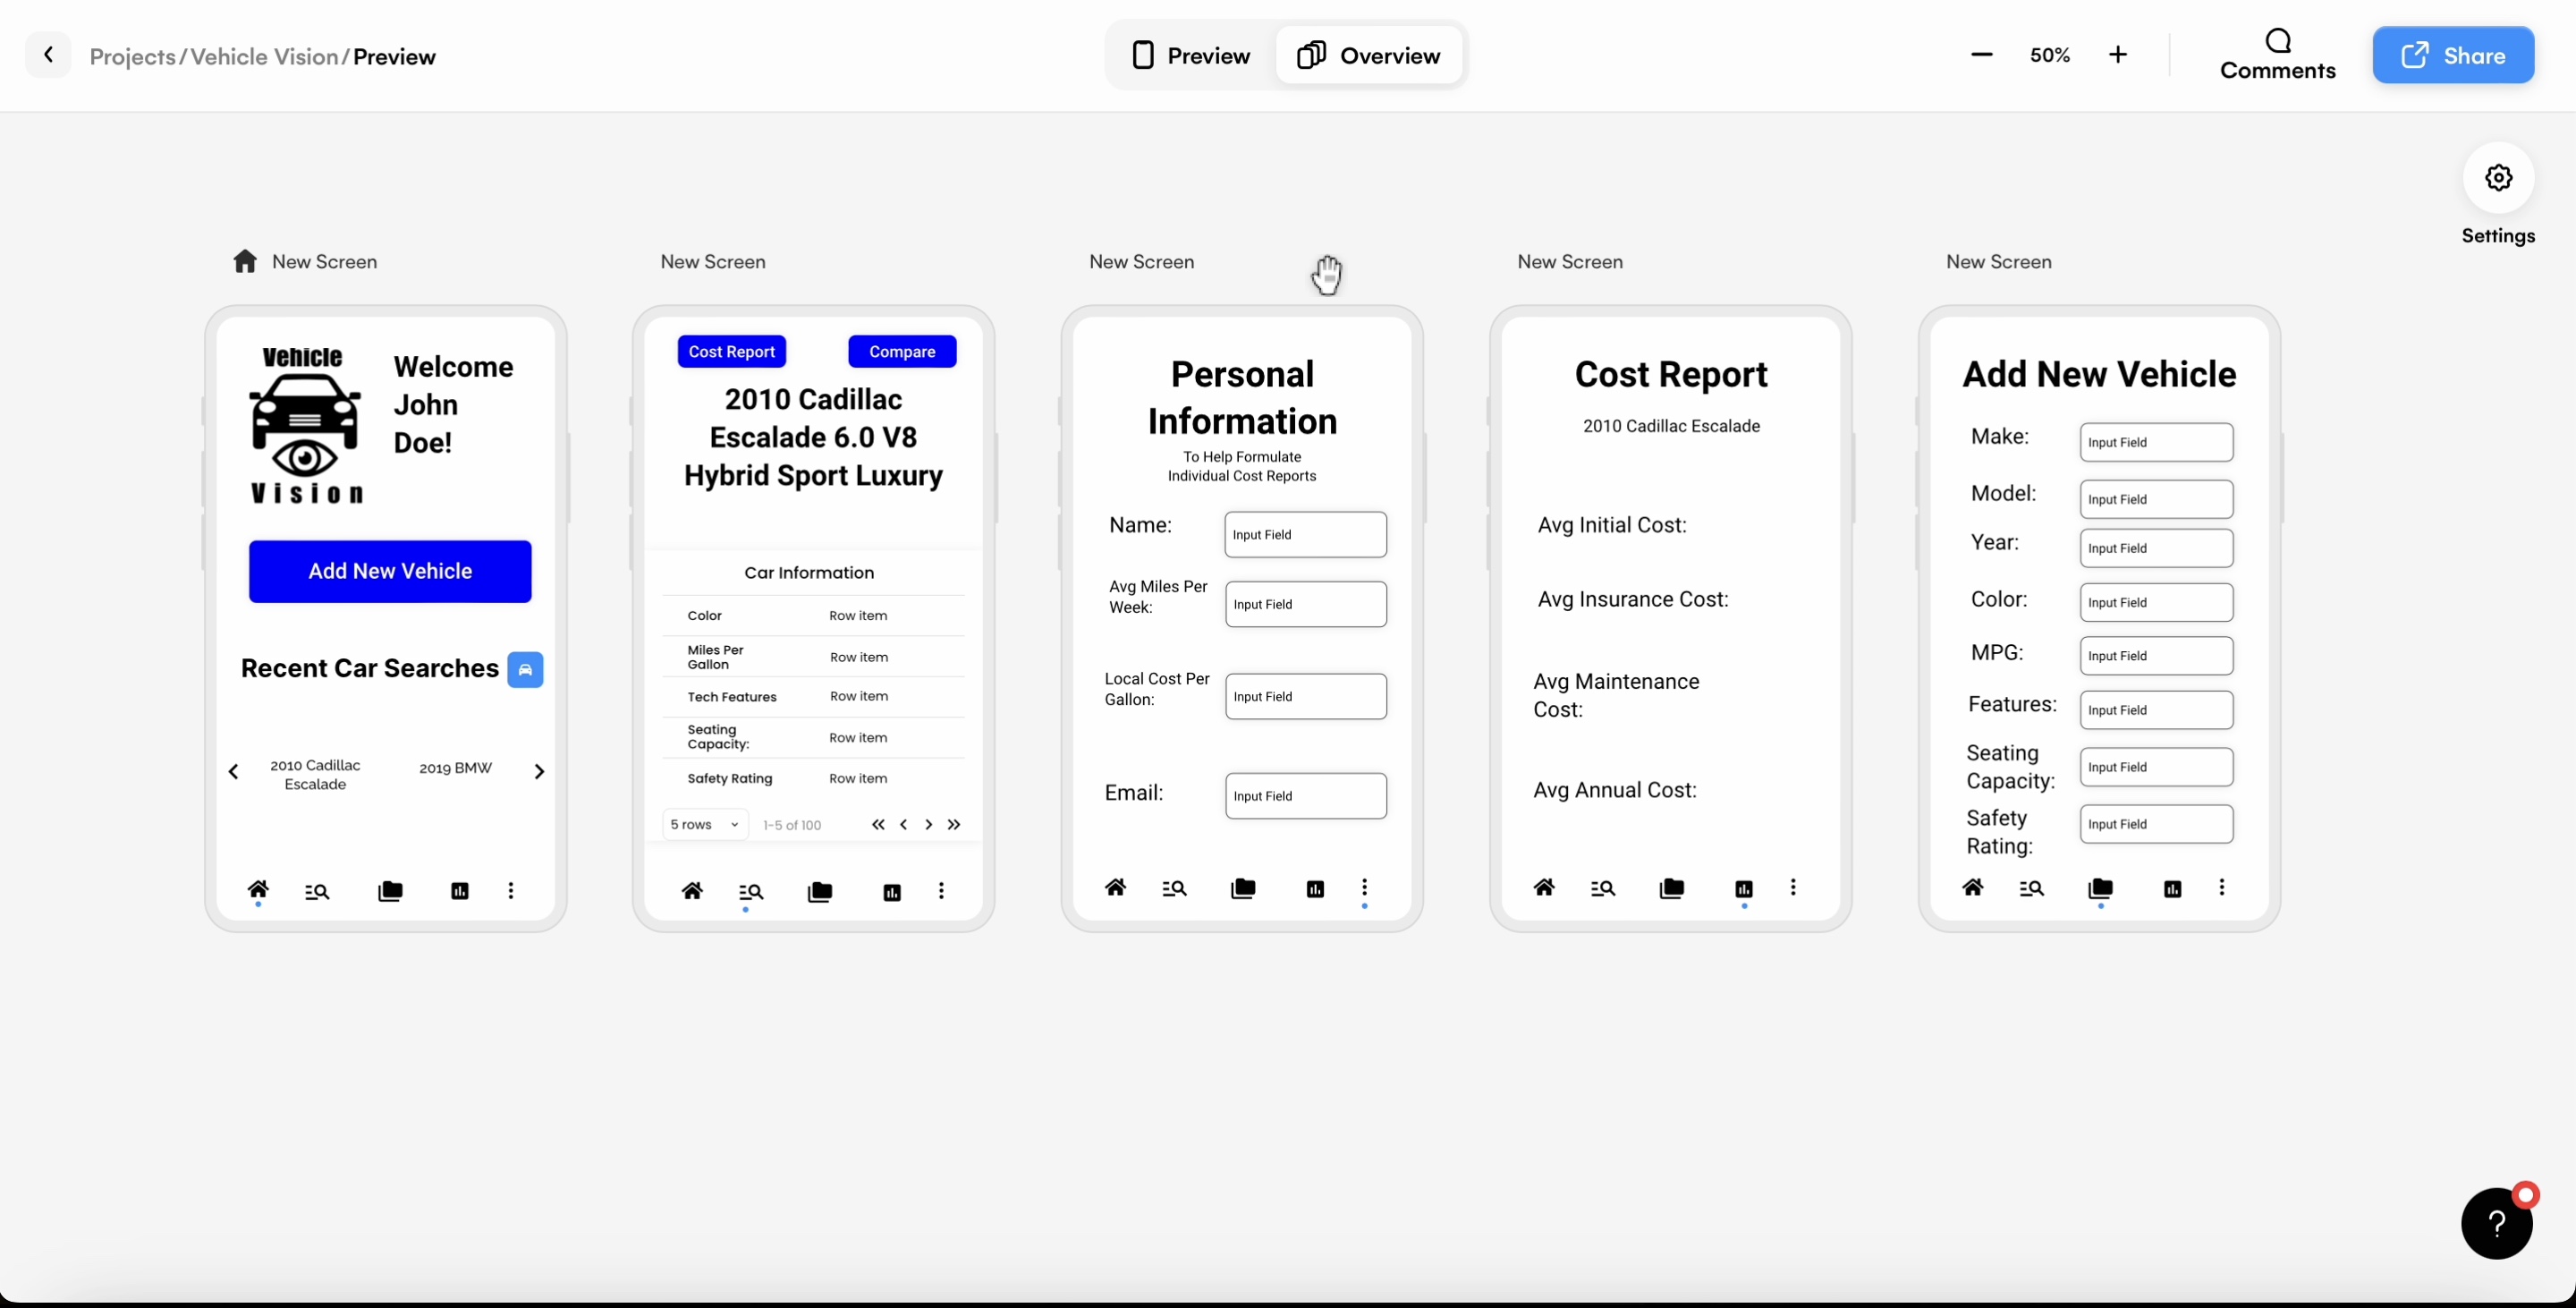 Projects/Vehicle Vision/Preview
Preview
Overview
50%
Comments
Share
Settings
New Screen
New Screen
New Screen
New Screen
New Screen
Vehicle
Vision
Welcome
John
Doe!
Add New Vehicle
Recent Car Searches
2010 Cadillac
Escalade
2019 BMW
Cost Report
Compare
2010 Cadillac
Escalade 6.0 V8
Hybrid Sport Luxury
Car Information
Color Row item
Miles Per
Gallon
Row item
Tech Features Row item
Seating
Capacity:
Row item
Safety Rating Row item
5 rows 1-5 of 100
Personal
Information
To Help Formulate
Individual Cost Reports
Name: Input Field
Avg Miles Per
Week:
Input Field
Local Cost Per
Gallon:
Input Field
Email: Input Field
Cost Report
2010 Cadillac Escalade
Avg Initial Cost:
Avg Insurance Cost:
Avg Maintenance
Cost:
Avg Annual Cost:
Add New Vehicle
Make: Input Field
Model: Input Field
Year: Input Field
Color: Input Field
MPG: Input Field
Features: Input Field
Seating
Capacity:
Input Field
Safety
Rating:
Input Field
?